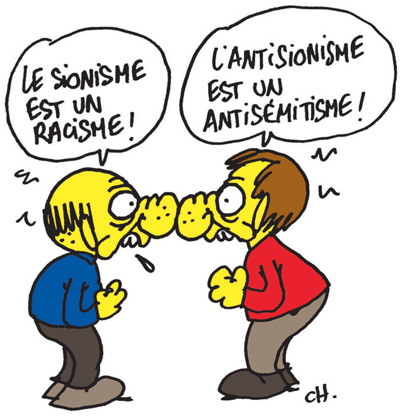 LE SIONISME
EST UN
RACISME !
L'ANTISIONISME
EST UN
ANTISÉMITISME !
CH.